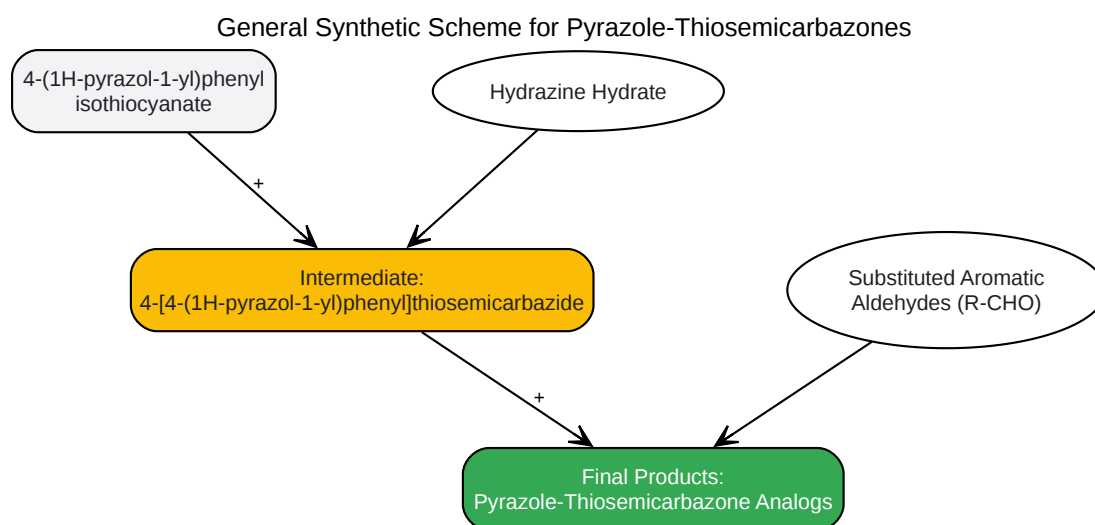 General Synthetic Scheme for Pyrazole-Thiosemicarbazones
4-(1H-pyrazol-1-yl)phenyl
isothiocyanate
Hydrazine Hydrate
+
Intermediate:
4-[4-(1H-pyrazol-1-yl)phenyl]thiosemicarbazide
Substituted Aromatic
Aldehydes (R-CHO)
+
Final Products:
Pyrazole-Thiosemicarbazone Analogs